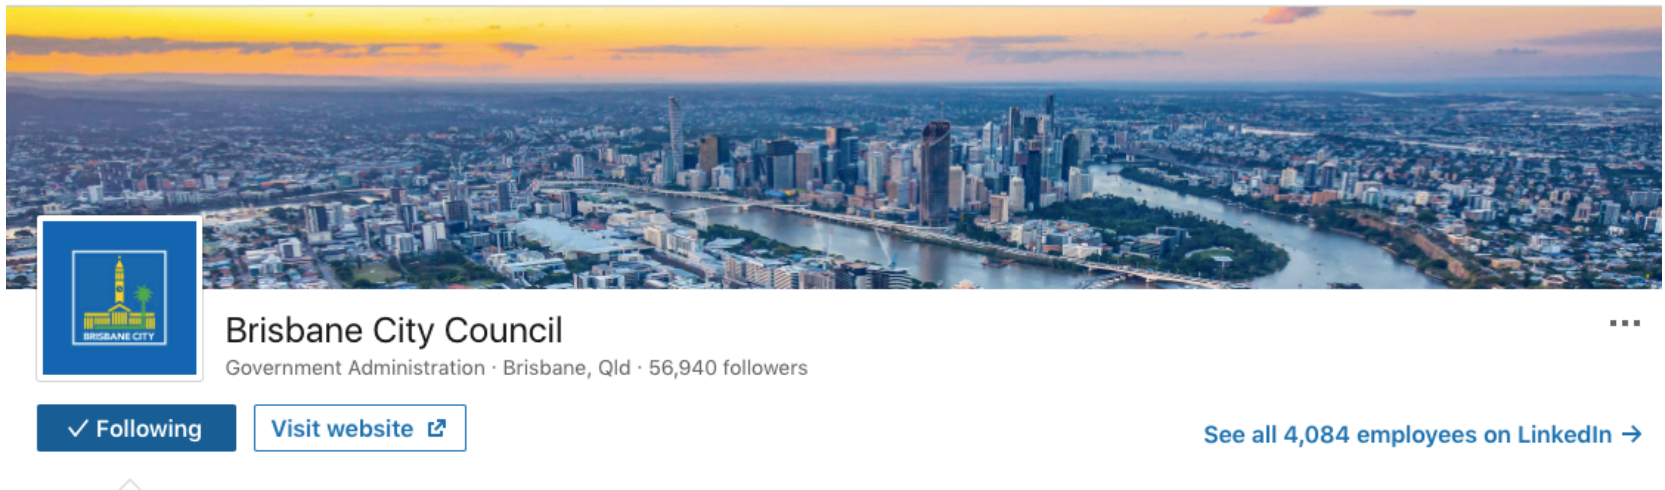 BRISBANE CITY
Brisbane City Council
Government Administration · Brisbane, Qld · 56,940 followers
✓ Following
Visit website
See all 4,084 employees on LinkedIn →